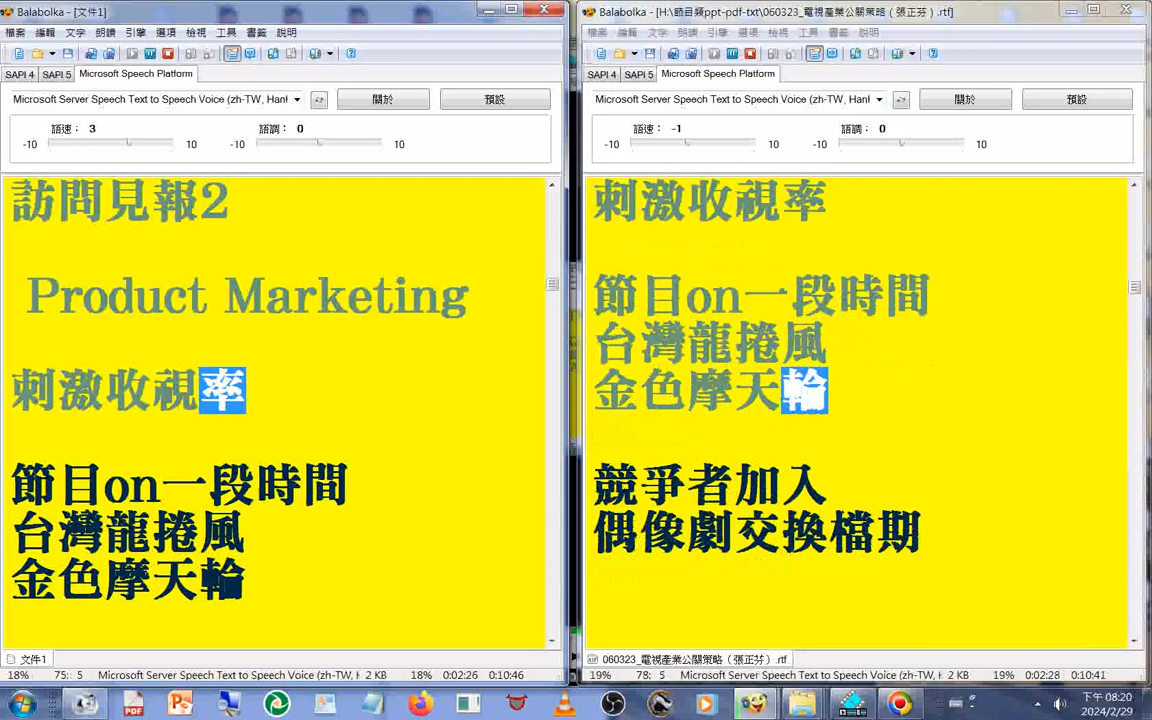 Balabolka - [文件1]
檔案 編輯 文字 朗讀 引擎 選項 檢視 工具 書籤 說明
SAPI 4 SAPI 5 Microsoft Speech Platform
Microsoft Server Speech Text to Speech Voice (zh-TW, Hanl
關於 預設
語速： 3 語調： 0
-10 10 -10 10
訪問見報2
Product Marketing
刺激收視率
節目on一段時間
台灣龍捲風
金色摩天輪
文件1
18% 75: 5 Microsoft Server Speech Text to Speech Voice (zh-TW, H 2 KB 18% 0:02:26 0:10:46
Balabolka - [H:\節目類ppt-pdf-txt\060323_電視產業公關策略（張正芬）.rtf]
檔案 編輯 文字 朗讀 引擎 選項 檢視 工具 書籤 說明
SAPI 4 SAPI 5 Microsoft Speech Platform
Microsoft Server Speech Text to Speech Voice (zh-TW, Hanl
關於 預設
語速： -1 語調： 0
-10 10 -10 10
刺激收視率
節目on一段時間
台灣龍捲風
金色摩天輪
競爭者加入
偶像劇交換檔期
060323_電視產業公關策略（張正芬）.rtf
19% 78: 5 Microsoft Server Speech Text to Speech Voice (zh-TW, H 2 KB 19% 0:02:28 0:10:41
PDF
下午 08:20
2024/2/29